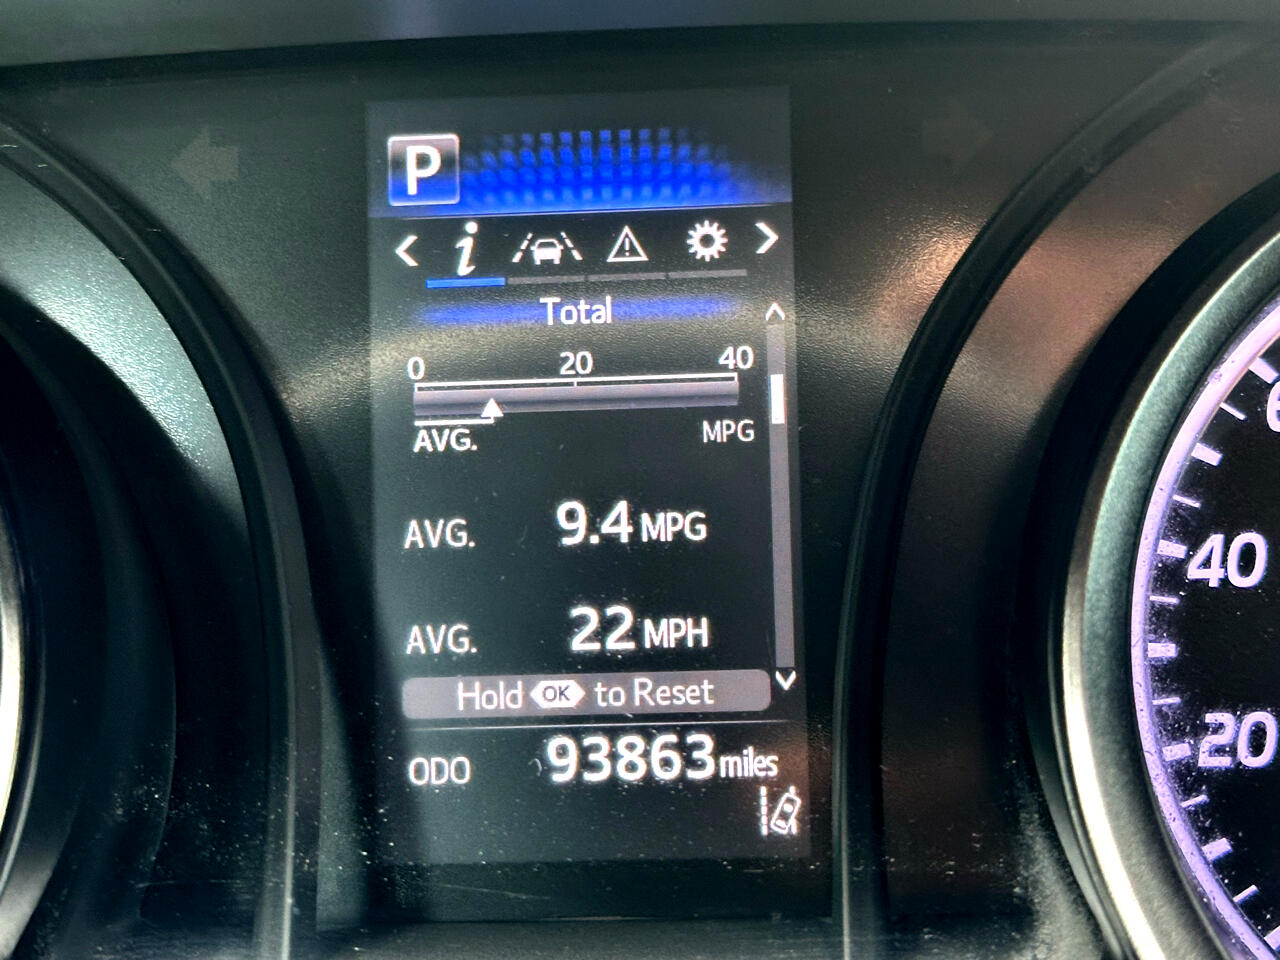 P
Total
0 20 40
AVG. MPG
AVG. 9.4 MPG
AVG. 22 MPH
Hold OK to Reset
ODO 93863 miles
40
20